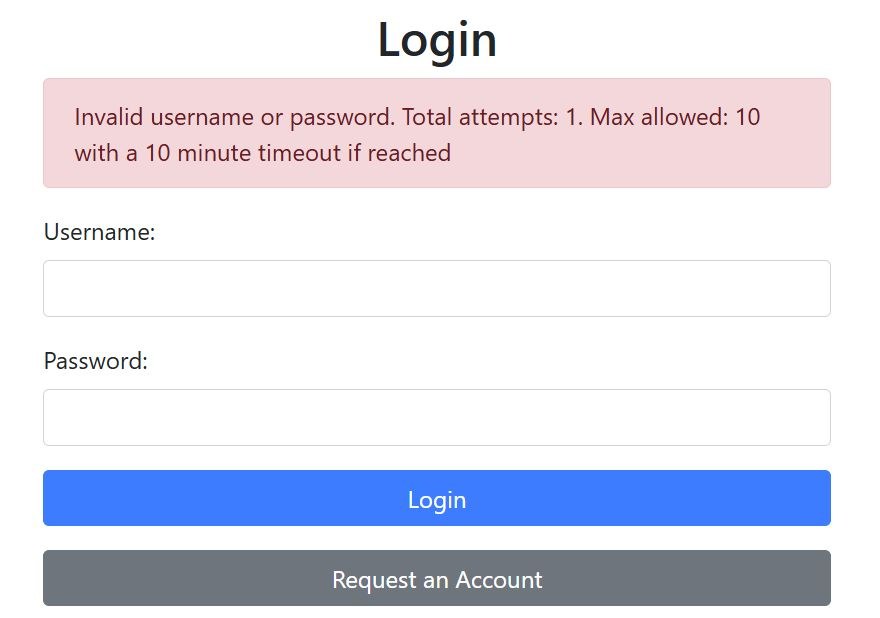 Login
Invalid username or password. Total attempts: 1. Max allowed: 10
with a 10 minute timeout if reached
Username:
Password:
Login
Request an Account